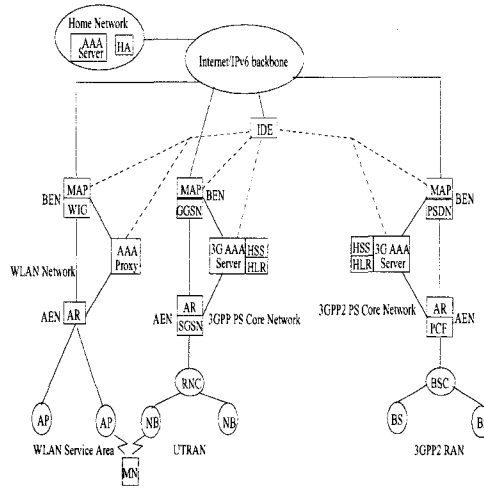 Home Network
AAA
Server
HA
Internet/IPv6 backbone
IDE
BEN
MAP
WIG
MAP
GGSN
BEN
MAP
PSDN
BEN
AAA
Proxy
3G AAA
Server
HSS
HLR
HSS
HLR
3G AAA
Server
WLAN Network
AEN
AR
AEN
AR
SGSN
3GPP PS Core Network
3GPP2 PS Core Network
AR
PCF
AEN
RNC
BSC
AP
AP
NB
NB
BS
WLAN Service Area
UTRAN
3GPP2 RAN
MN